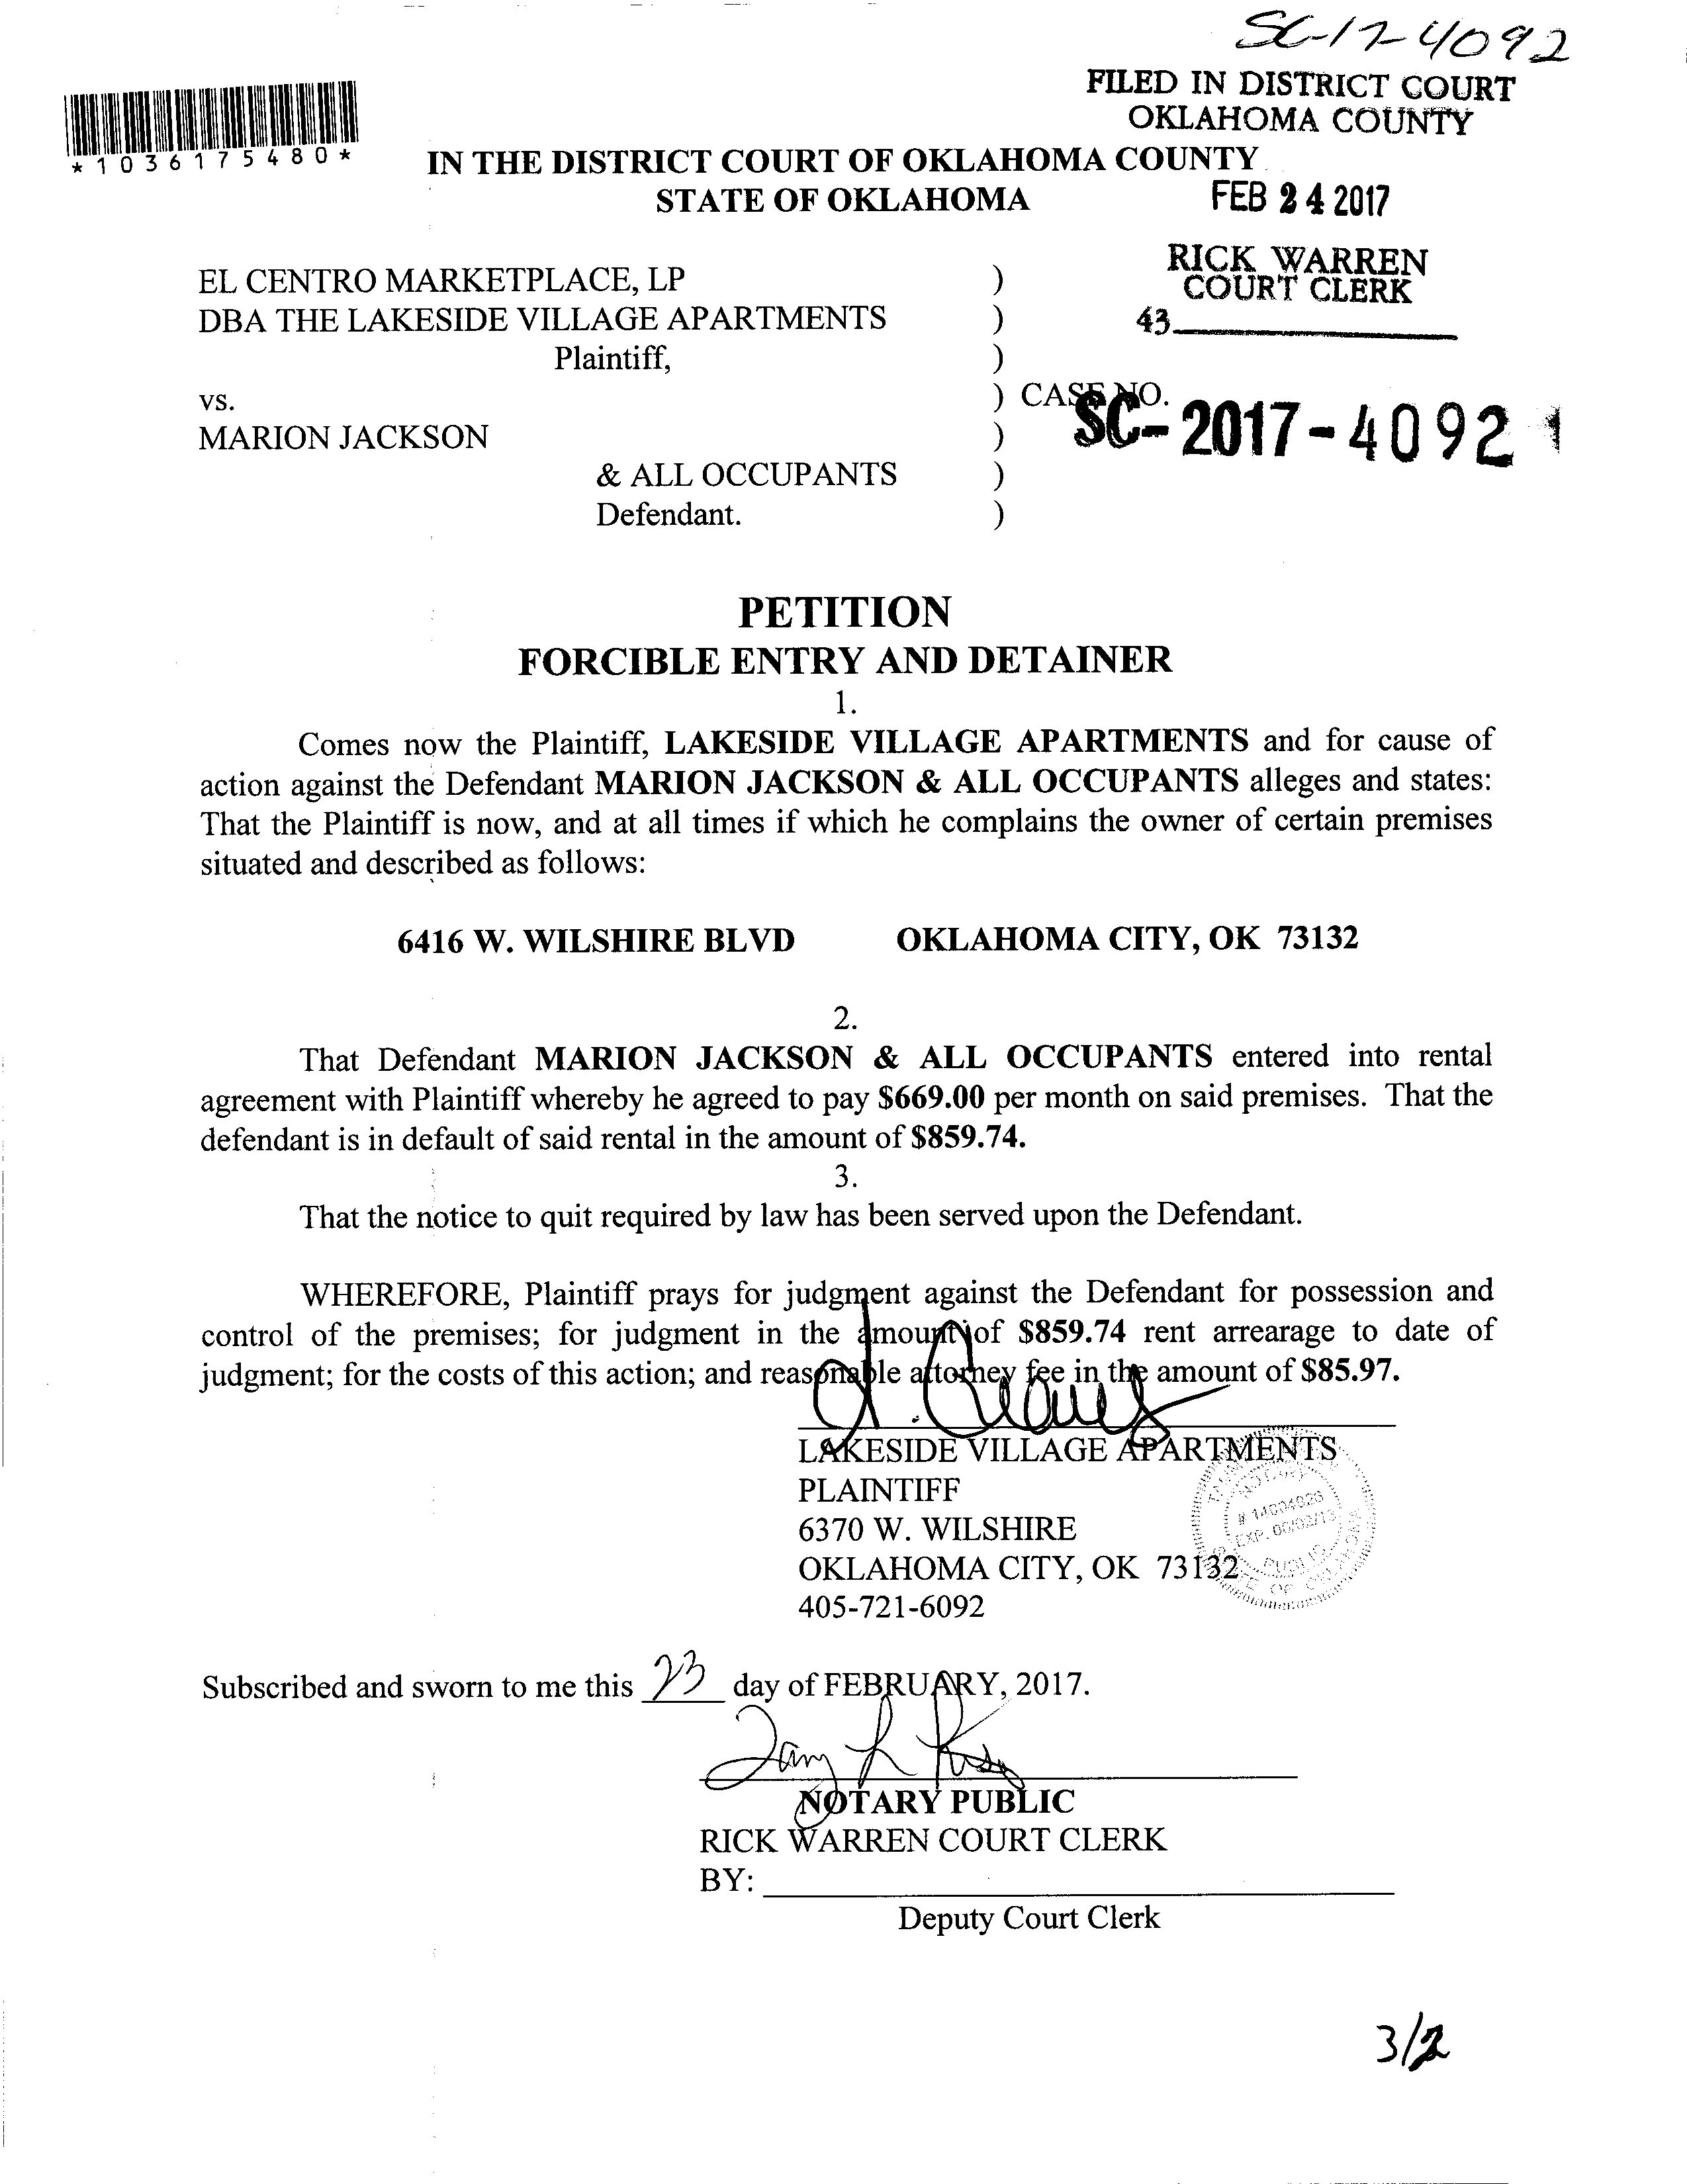 SC-17-4092
FILED IN DISTRICT COURT
OKLAHOMA COUNTY
*1036175480*
IN THE DISTRICT COURT OF OKLAHOMA COUNTY
STATE OF OKLAHOMA
FEB 24 2017
RICK WARREN
COURT CLERK
43
EL CENTRO MARKETPLACE, LP )
DBA THE LAKESIDE VILLAGE APARTMENTS )
Plaintiff, )
vs. ) CASE NO.
SC-2017-4092 1
MARION JACKSON )
& ALL OCCUPANTS )
Defendant. )
PETITION
FORCIBLE ENTRY AND DETAINER
1.
Comes now the Plaintiff, LAKESIDE VILLAGE APARTMENTS and for cause of
action against the Defendant MARION JACKSON & ALL OCCUPANTS alleges and states:
That the Plaintiff is now, and at all times if which he complains the owner of certain premises
situated and described as follows:
6416 W. WILSHIRE BLVD OKLAHOMA CITY, OK 73132
2.
That Defendant MARION JACKSON & ALL OCCUPANTS entered into rental
agreement with Plaintiff whereby he agreed to pay $669.00 per month on said premises. That the
defendant is in default of said rental in the amount of $859.74.
3.
That the notice to quit required by law has been served upon the Defendant.
WHEREFORE, Plaintiff prays for judgment against the Defendant for possession and
control of the premises; for judgment in the amount of $859.74 rent arrearage to date of
judgment; for the costs of this action; and reasonable attorney fee in the amount of $85.97.
LAKESIDE VILLAGE APARTMENTS
PLAINTIFF
6370 W. WILSHIRE
OKLAHOMA CITY, OK 73132
405-721-6092
# 14004926
EXP.
PUBLIC
Subscribed and sworn to me this 23 day of FEBRUARY, 2017.
NOTARY PUBLIC
RICK WARREN COURT CLERK
BY:
Deputy Court Clerk
3/2